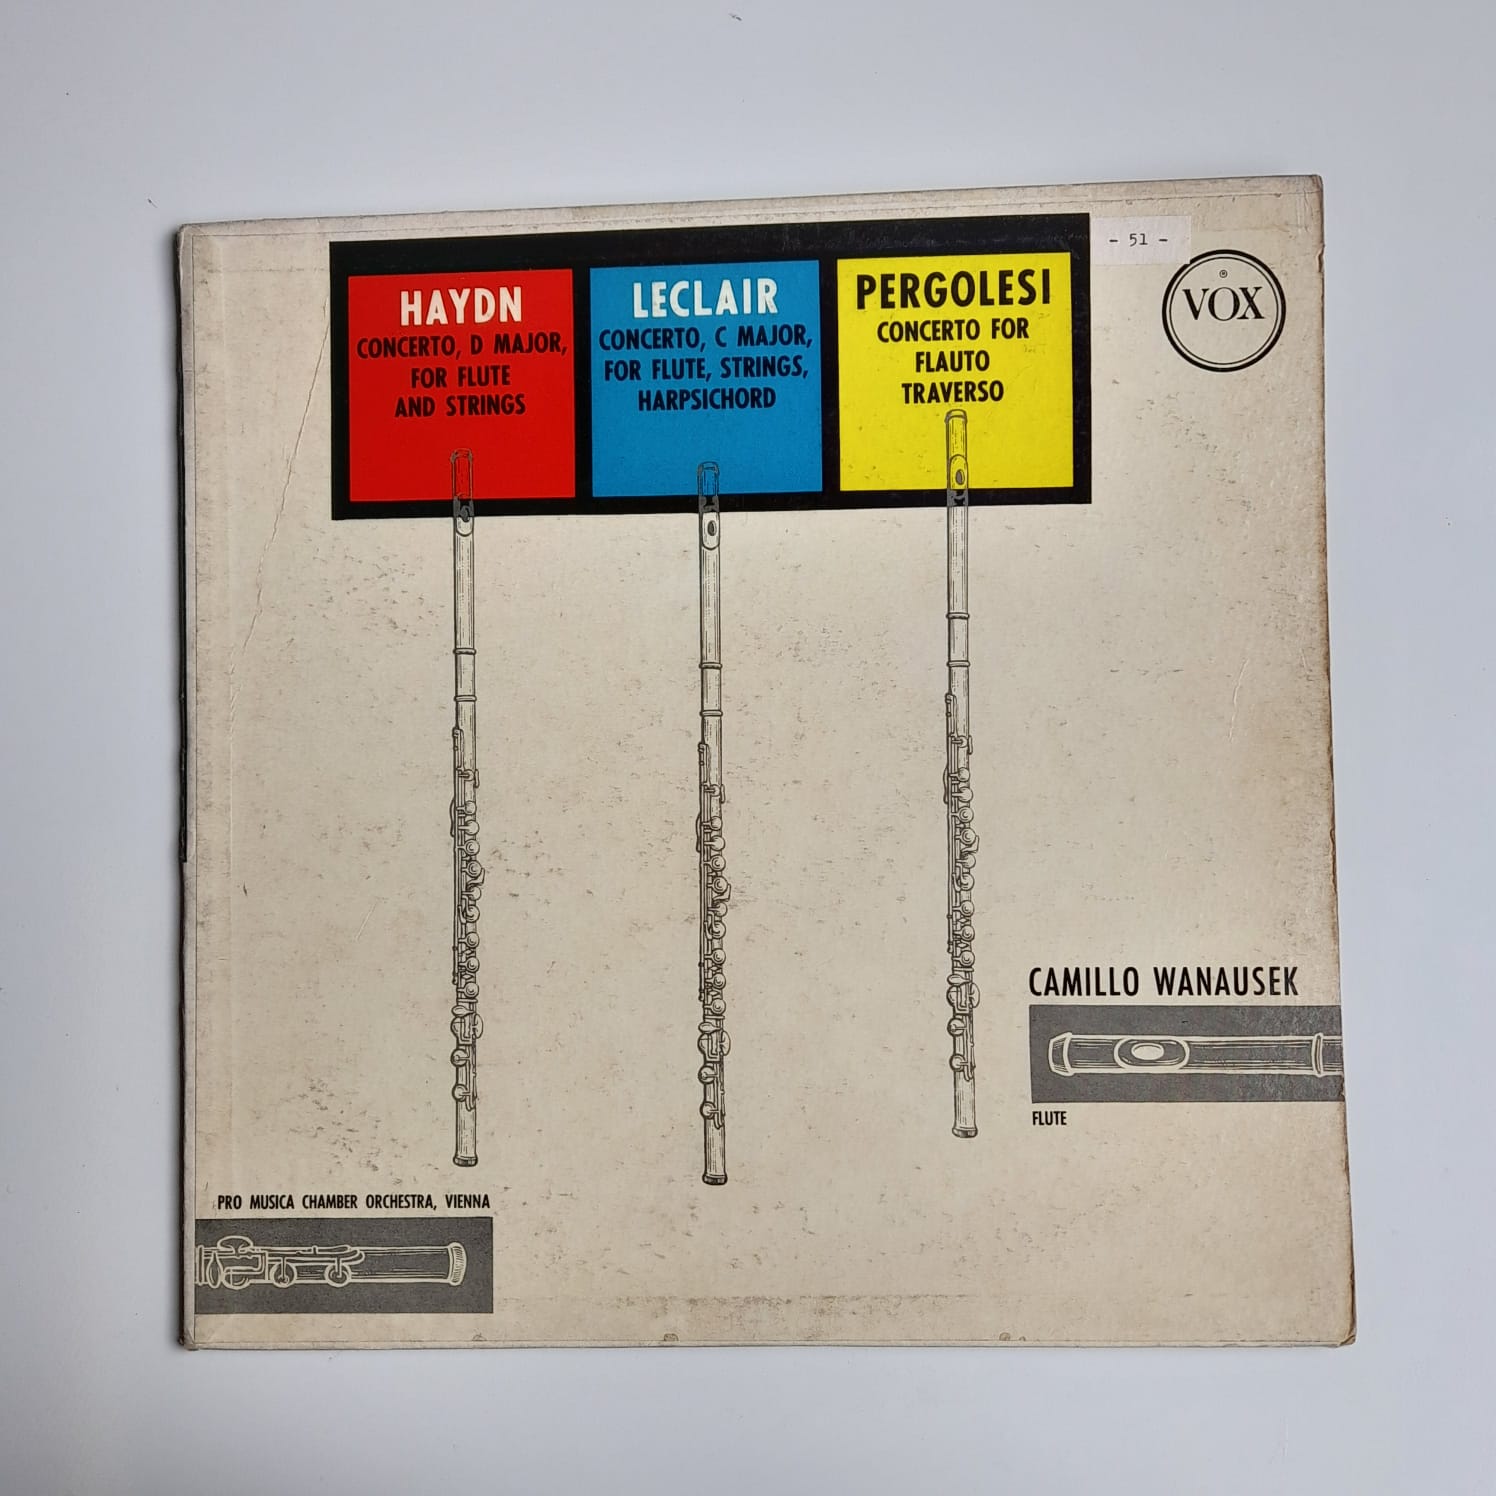 HAYDN
CONCERTO, D MAJOR,
FOR FLUTE
AND STRINGS
LECLAIR
CONCERTO, C MAJOR,
FOR FLUTE, STRINGS,
HARPSICHORD
PERGOLESI
CONCERTO FOR
FLAUTO
TRAVERSO
- 51 -
®
VOX
CAMILLO WANAUSEK
FLUTE
PRO MUSICA CHAMBER ORCHESTRA, VIENNA